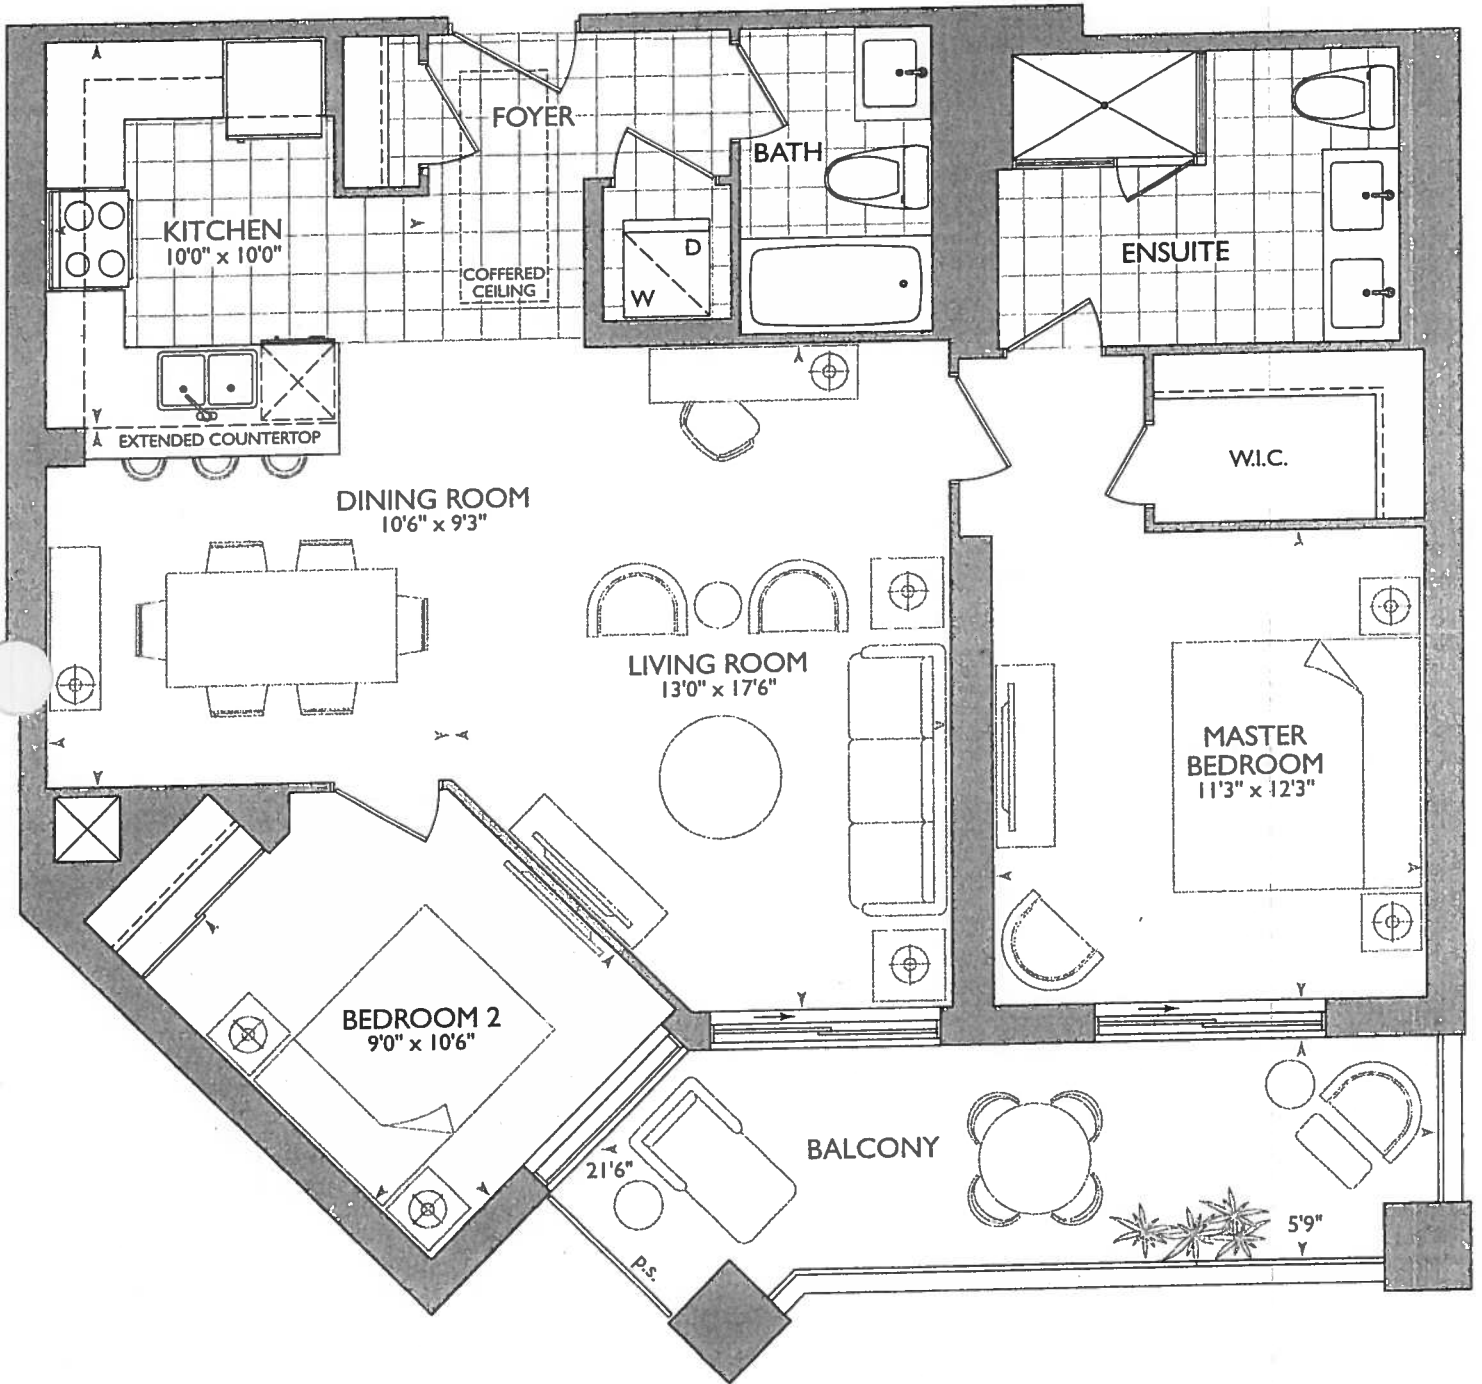 FOYER
BATH
KITCHEN
10'0" x 10'0"
COFFERED
CEILING
D
W
ENSUITE
EXTENDED COUNTERTOP
W.I.C.
DINING ROOM
10'6" x 9'3"
LIVING ROOM
13'0" x 17'6"
MASTER
BEDROOM
11'3" x 12'3"
BEDROOM 2
9'0" x 10'6"
BALCONY
21'6"
5'9"
p.s.